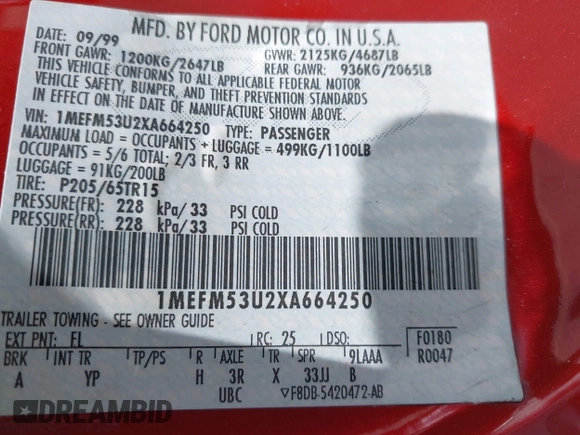 MFD. BY FORD MOTOR CO. IN U.S.A.
DATE: 09/99 GVWR: 2125KG/4687LB
FRONT GAWR: 1200KG/2647LB REAR GAWR: 936KG/2065LB
THIS VEHICLE CONFORMS TO ALL APPLICABLE FEDERAL MOTOR
VEHICLE SAFETY, BUMPER, AND THEFT PREVENTION STANDARDS
IN EFFECT ON THE DATE OF MANUFACTURE SHOWN ABOVE.
VIN: 1MEFM53U2XA664250 TYPE: PASSENGER
MAXIMUM LOAD = OCCUPANTS + LUGGAGE = 499KG/1100LB
OCCUPANTS = 5/6 TOTAL; 2/3 FR, 3 RR
LUGGAGE = 91KG/200LB
TIRE: P205/65TR15
PRESSURE(FR) = 228 kPa/33 PSI COLD
PRESSURE(RR) = 228 kPa/33 PSI COLD
1MEFM53U2XA664250
TRAILER TOWING - SEE OWNER GUIDE
EXT PNT: FL RC: 25 DSO: F0180
BRK INT TR TP/PS R AXLE TR SPR 9LAAA R0047
A YP H 3R X 33JJ B
UBC ▽F8DB-5420472-AB
DREAMBID